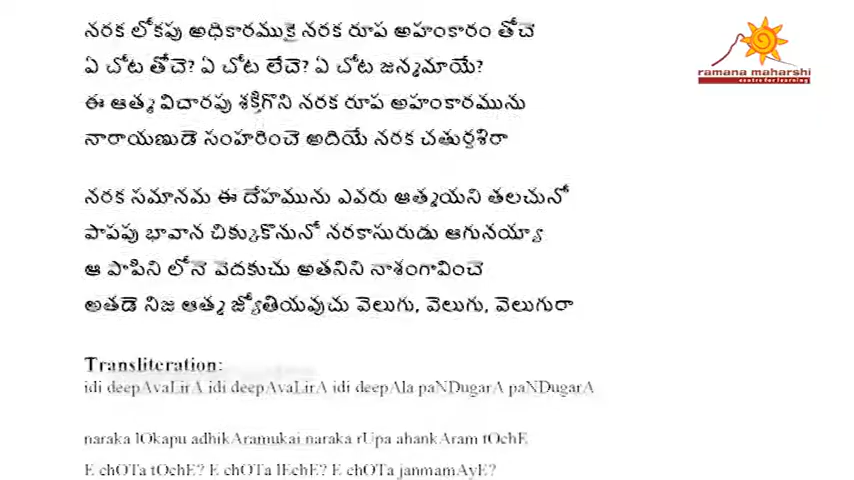 నరక లోకపు అధికారముకై నరక రూప అహంకారం తోచె
ramana maharshi
centre for learning
ఏ చోట తోచె? ఏ చోట లేచె? ఏ చోట జన్మమాయే?
ఈ ఆత్మ విచారపు శక్తిగొని నరక రూప అహంకారమును
నారాయణుడె సంహరించె అదియే నరక చతుర్దశిరా
నరక సమానమ ఈ దేహమును ఎవరు ఆత్మయని తలచునో
పాపపు భావాన చిక్కుకొనునో నరకాసురుడు ఆగునయ్యా
ఆ పాపిని లోనె వెదకుచు అతనిని నాశంగావించె
అతడె నిజ ఆత్మ జ్యోతియవుచు వెలుగు, వెలుగు, వెలుగురా
Transliteration:
idi deepAvaLirA idi deepAvaLirA idi deepAla paNDugarA paNDugarA
naraka lOkapu adhikAramukai naraka rUpa ahankAram tOchE
E chOTa tOchE? E chOTa lEchE? E chOTa janmamAyE?